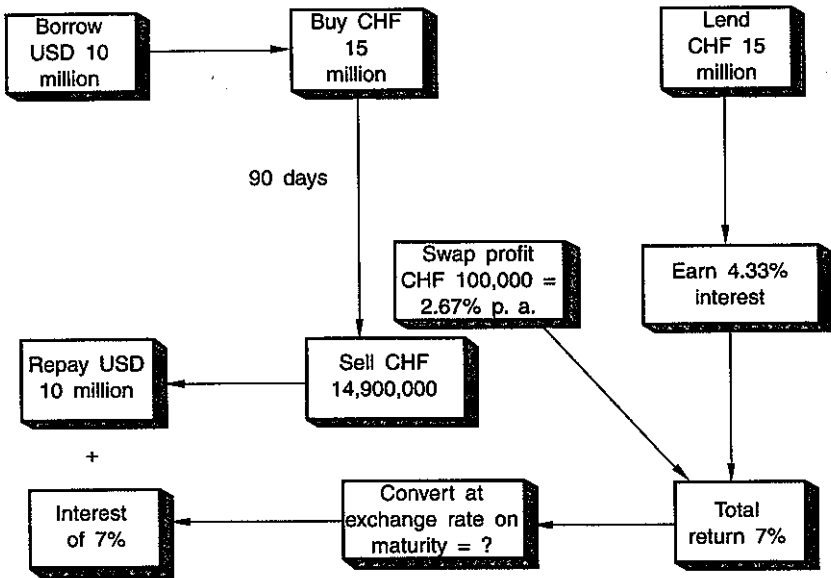 Borrow
USD 10
million
Buy CHF
15
million
Lend
CHF 15
million
90 days
Swap profit
CHF 100,000 =
2.67% p. a.
Earn 4.33%
interest
Repay USD
10 million
Sell CHF
14,900,000
+
Interest
of 7%
Convert at
exchange rate on
maturity = ?
Total
return 7%